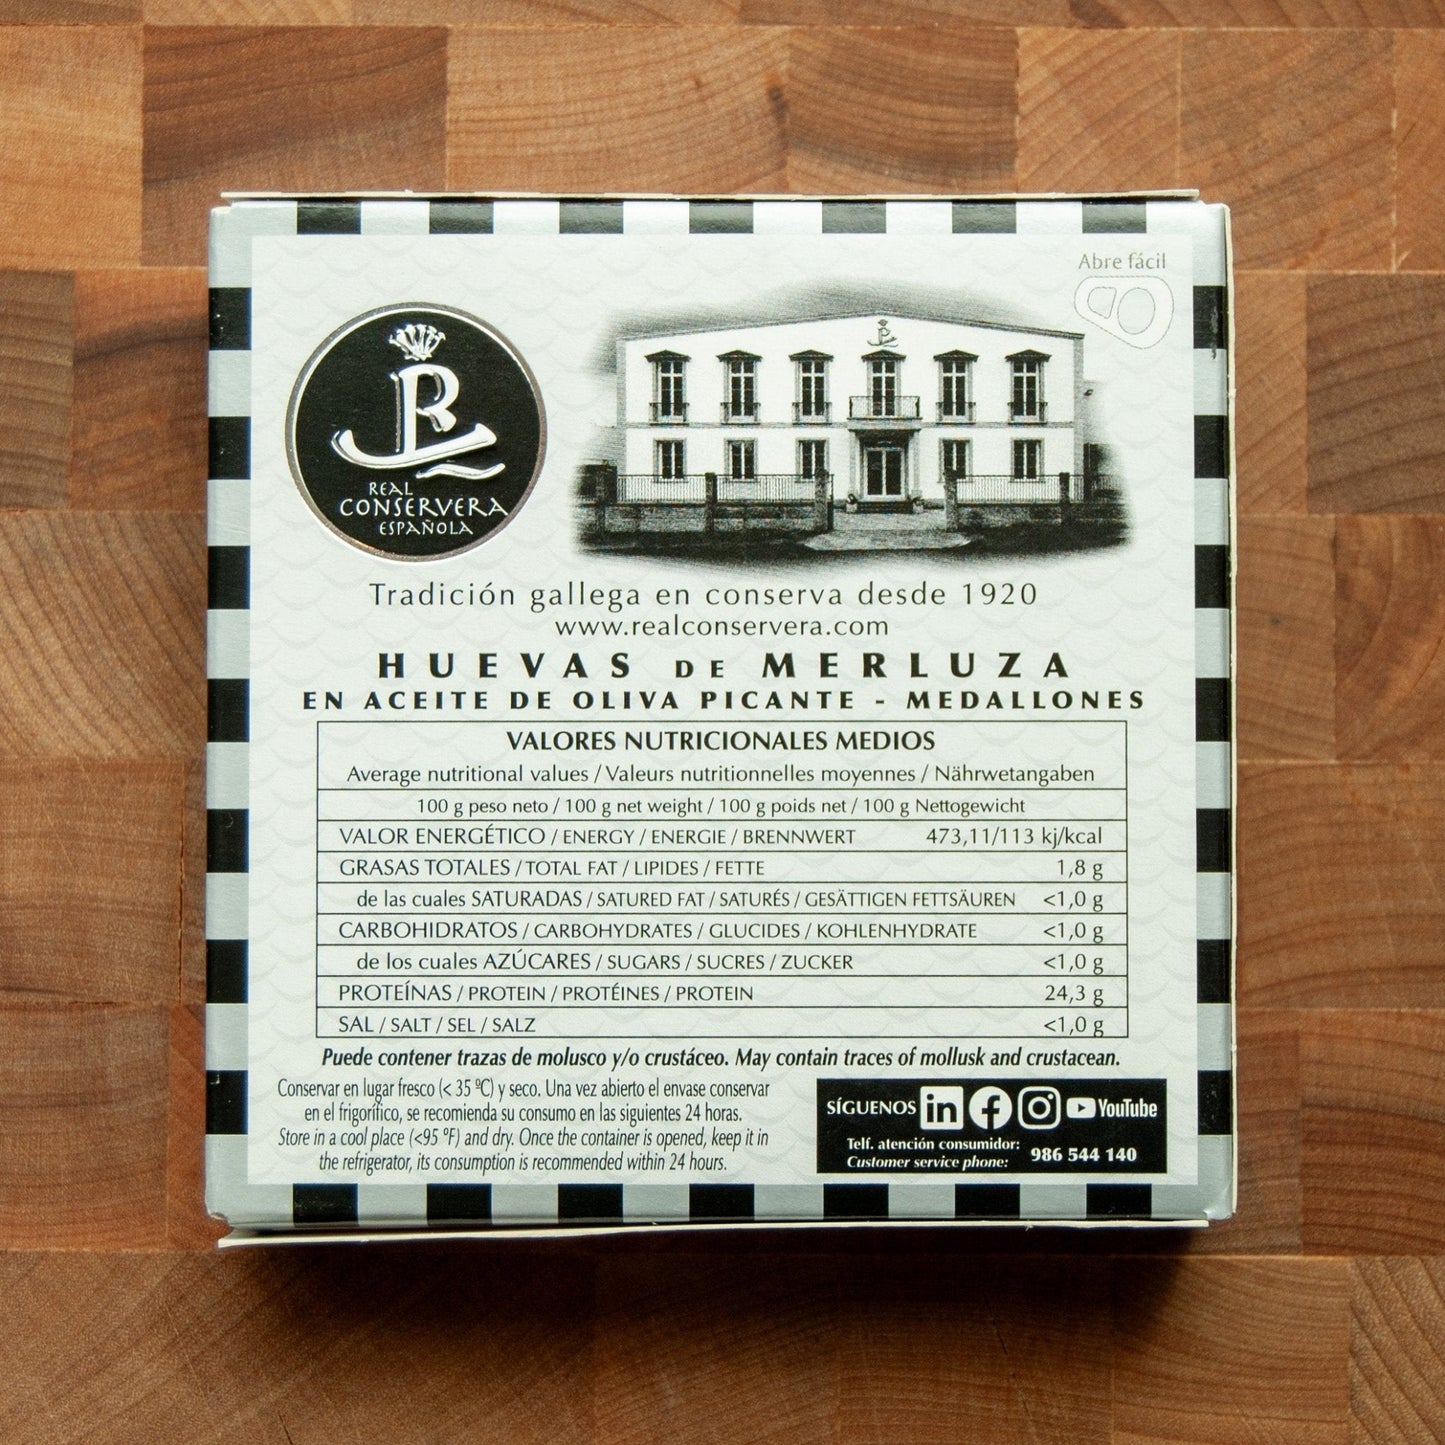 Abre fácil
REAL
CONSERVERA
ESPAÑOLA
Tradición gallega en conserva desde 1920
www.realconservera.com
HUEVAS DE MERLUZA
EN ACEITE DE OLIVA PICANTE - MEDALLONES
VALORES NUTRICIONALES MEDIOS
Average nutritional values / Valeurs nutritionnelles moyennes / Nährwetangaben
100 g peso neto / 100 g net weight / 100 g poids net / 100 g Nettogewicht
VALOR ENERGÉTICO / ENERGY / ENERGIE / BRENNWERT 473,11/113 kj/kcal
GRASAS TOTALES / TOTAL FAT / LIPIDES / FETTE 1,8 g
de las cuales SATURADAS / SATURED FAT / SATURÉS / GESÄTTIGEN FETTSÄUREN <1,0 g
CARBOHIDRATOS / CARBOHYDRATES / GLUCIDES / KOHLENHYDRATE <1,0 g
de los cuales AZÚCARES / SUGARS / SUCRES / ZUCKER <1,0 g
PROTEÍNAS / PROTEIN / PROTÉINES / PROTEIN 24,3 g
SAL / SALT / SEL / SALZ <1,0 g
Puede contener trazas de molusco y/o crustáceo. May contain traces of mollusk and crustacean.
Conservar en lugar fresco (< 35 ºC) y seco. Una vez abierto el envase conservar
en el frigorífico, se recomienda su consumo en las siguientes 24 horas.
Store in a cool place (<95 ºF) and dry. Once the container is opened, keep it in
the refrigerator, its consumption is recommended within 24 hours.
SÍGUENOS in f YouTube
Telf. atención consumidor:
Customer service phone: 986 544 140